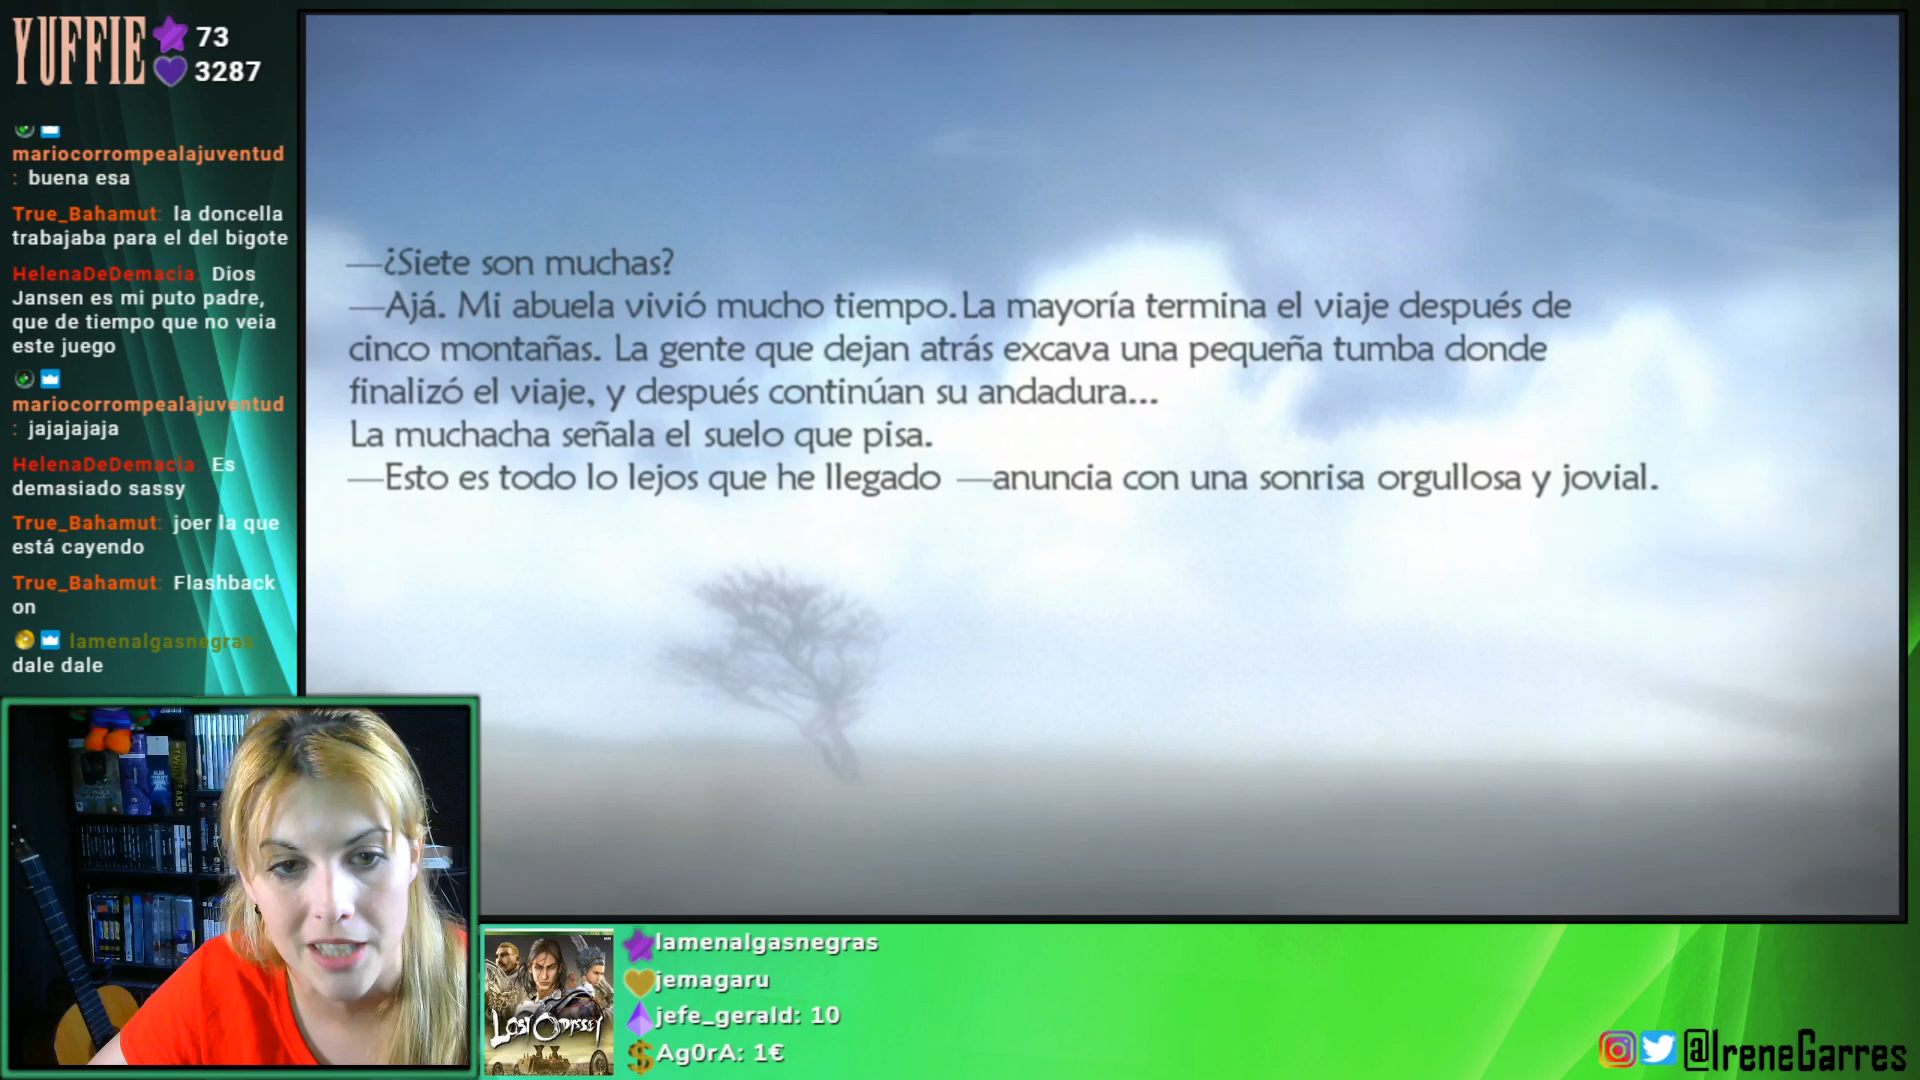 YUFFIE
73
3287
mariocorrompealajuventud
: buena esa
True_Bahamut: la doncella
trabajaba para el del bigote
HelenaDeDemacia: Dios
Jansen es mi puto padre,
que de tiempo que no veia
este juego
mariocorrompealajuventud
: jajajajaja
HelenaDeDemacia: Es
demasiado sassy
True_Bahamut: joer la que
está cayendo
True_Bahamut: Flashback
on
lamenalgasnegras
dale dale
—¿Siete son muchas?
—Ajá. Mi abuela vivió mucho tiempo. La mayoría termina el viaje después de
cinco montañas. La gente que dejan atrás excava una pequeña tumba donde
finalizó el viaje, y después continúan su andadura...
La muchacha señala el suelo que pisa.
—Esto es todo lo lejos que he llegado —anuncia con una sonrisa orgullosa y jovial.
LOST ODYSSEY
lamenalgasnegras
jemagaru
jefe_gerald: 10
Ag0rA: 1€
@IreneGarres